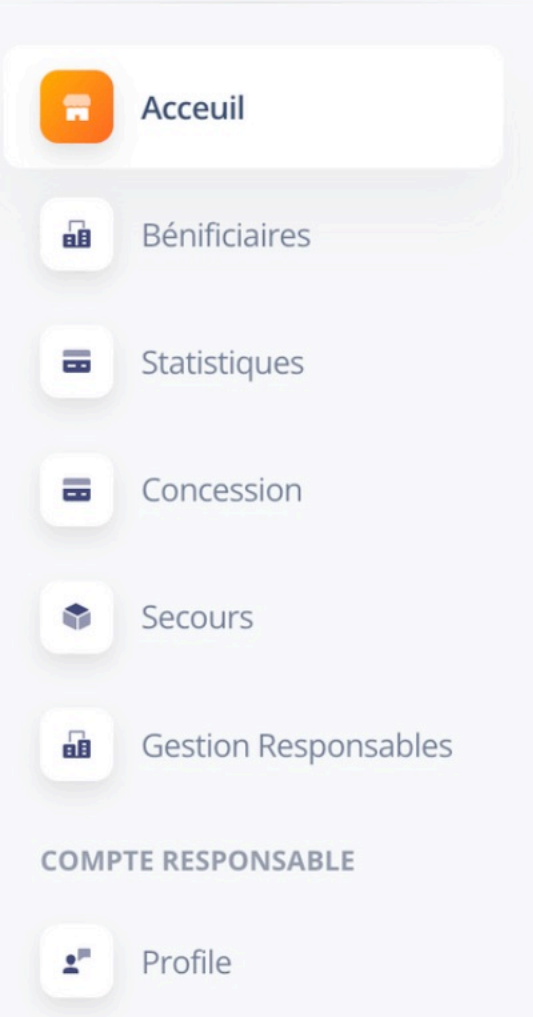 Acceuil
Bénificiaires
Statistiques
Concession
Secours
Gestion Responsables
COMPTE RESPONSABLE
Profile